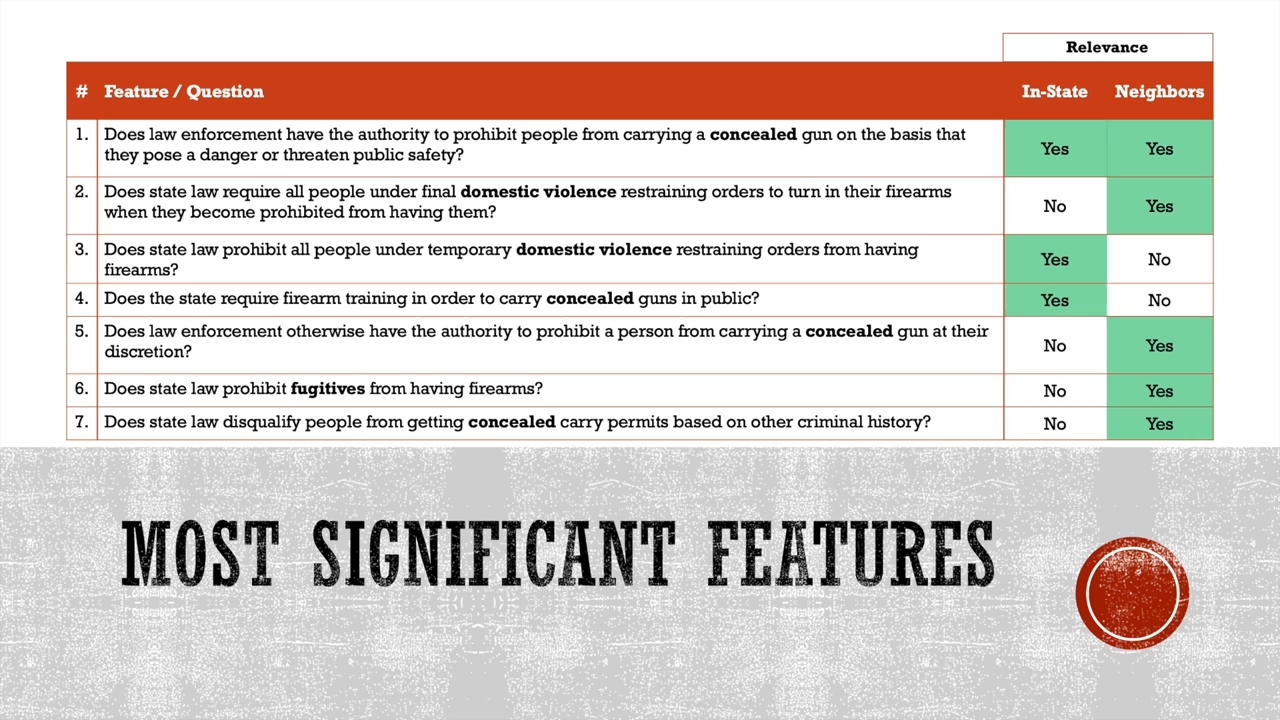 Relevance
# Feature / Question In-State Neighbors
1. Does law enforcement have the authority to prohibit people from carrying a concealed gun on the basis that
they pose a danger or threaten public safety? Yes Yes
2. Does state law require all people under final domestic violence restraining orders to turn in their firearms
when they become prohibited from having them? No Yes
3. Does state law prohibit all people under temporary domestic violence restraining orders from having
firearms? Yes No
4. Does the state require firearm training in order to carry concealed guns in public? Yes No
5. Does law enforcement otherwise have the authority to prohibit a person from carrying a concealed gun at their
discretion? No Yes
6. Does state law prohibit fugitives from having firearms? No Yes
7. Does state law disqualify people from getting concealed carry permits based on other criminal history? No Yes
MOST SIGNIFICANT FEATURES